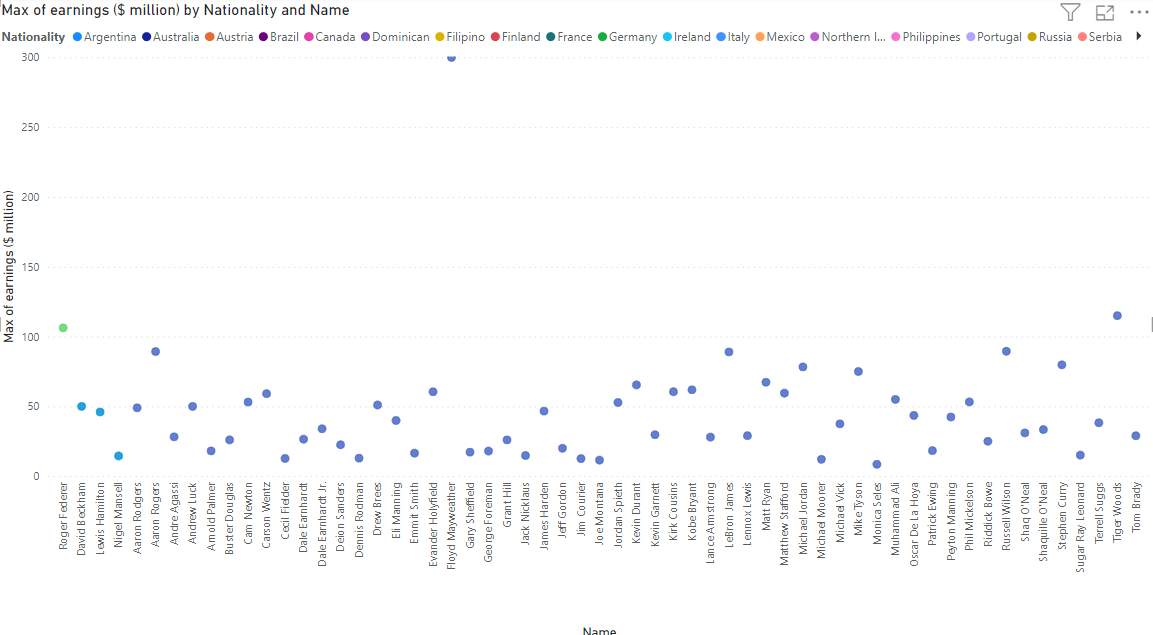 Max of earnings ($ million) by Nationality and Name
Nationality Argentina Australia Austria Brazil Canada Dominican Filipino Finland France Germany Ireland Italy Mexico Northern I... Philippines Portugal Russia Serbia
Max of earnings ($ million)
300
250
200
150
100
50
0
Roger Federer
David Beckham
Lewis Hamilton
Nigel Mansell
Aaron Rodgers
Aaron Rogers
Andre Agassi
Andrew Luck
Arnold Palmer
Buster Douglas
Cam Newton
Carson Wentz
Cecil Fielder
Dale Earnhardt
Dale Earnhardt Jr.
Deion Sanders
Dennis Rodman
Drew Brees
Eli Manning
Emmit Smith
Evander Holyfield
Floyd Mayweather
Gary Sheffield
George Foreman
Grant Hill
Jack Nicklaus
James Harden
Jeff Gordon
Jim Courier
Joe Montana
Jordan Spieth
Kevin Durant
Kevin Garnett
Kirk Cousins
Kobe Bryant
Lance Armstrong
LeBron James
Lennox Lewis
Matt Ryan
Matthew Stafford
Michael Jordan
Michael Moorer
Michael Vick
Mike Tyson
Monica Seles
Muhammad Ali
Oscar De La Hoya
Patrick Ewing
Peyton Manning
Phil Mickelson
Riddick Bowe
Russell Wilson
Shaq O'Neal
Shaquille O'Neal
Stephen Curry
Sugar Ray Leonard
Terrell Suggs
Tiger Woods
Tom Brady
Name